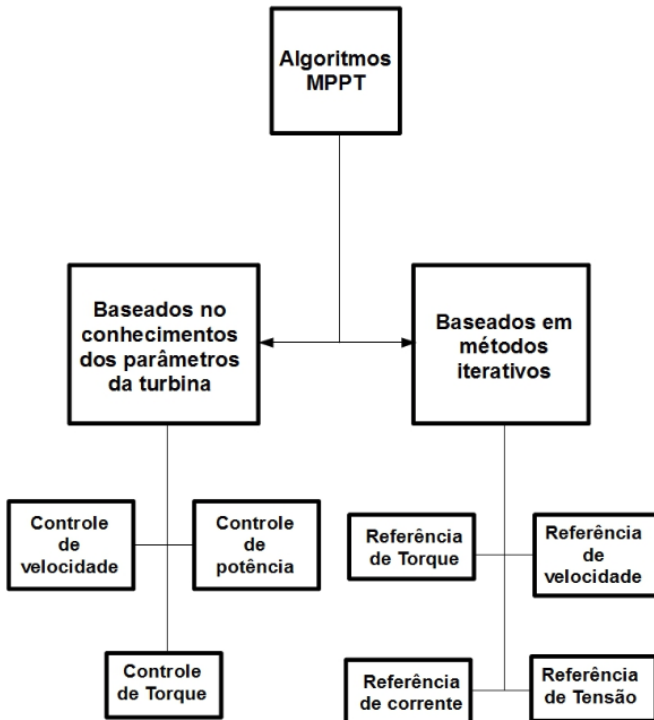 Algoritmos
MPPT
Baseados no
conhecimentos
dos parâmetros
da turbina
Baseados em
métodos
iterativos
Controle
de
velocidade
Controle
de
potência
Referência
de Torque
Referência
de
velocidade
Controle
de Torque
Referência
de corrente
Referência
de Tensão